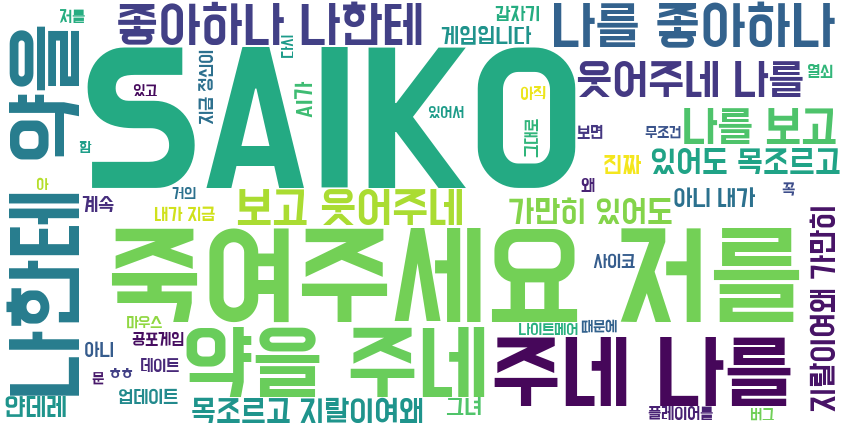 저를
좋아하나 나한테
갑자기
게임입니다
나를 좋아하나
약을
SAIKO
지금 정신이
다시
있고
AI가
있어서
아직
그대로
웃어주네 나를
열쇠
보면
무조건
나를 보고
함
진짜
있어도 목조르고
아
계속
거의
내가 지금
보고 웃어주네
가만히 있어도
왜
아니 내가
꼭
나한테
죽여주세요 저를
사이코
지랄이여왜 가만히
마우스
공포게임
아니
데이트
문
ㅎㅎ
업데이트
약을 주네
나이트메어
때문에
주네 나를
얀데레
목조르고 지랄이여왜
그녀
플레이어를
버그